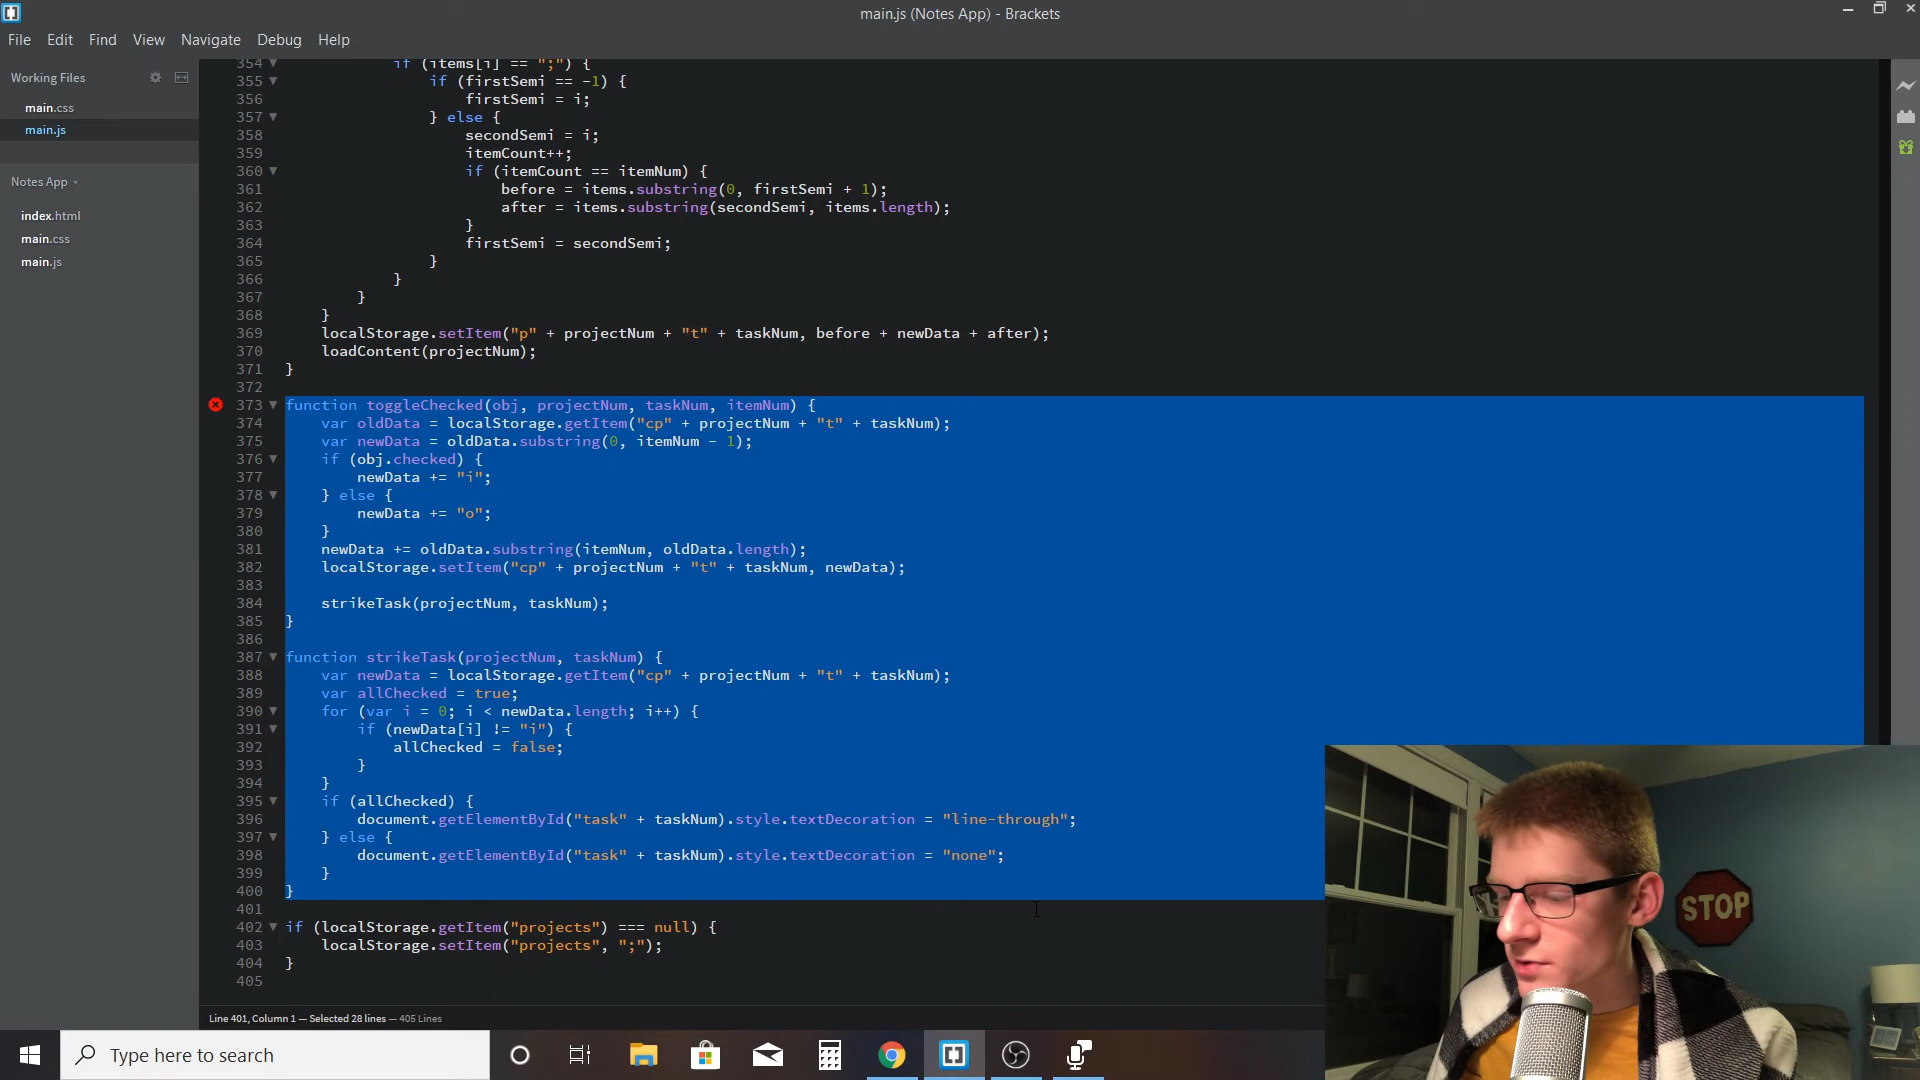 main.js (Notes App) - Brackets
File Edit Find View Navigate Debug Help
Working Files
main.css
main.js
Notes App
index.html
main.css
main.js
354 if (items[i] == ";") {
355 if (firstSemi == -1) {
356 firstSemi = i;
357 } else {
358 secondSemi = i;
359 itemCount++;
360 if (itemCount == itemNum) {
361 before = items.substring(0, firstSemi + 1);
362 after = items.substring(secondSemi, items.length);
363 }
364 firstSemi = secondSemi;
365 }
366 }
367 }
368 }
369 localStorage.setItem("p" + projectNum + "t" + taskNum, before + newData + after);
370 loadContent(projectNum);
371 }
372
373 function toggleChecked(obj, projectNum, taskNum, itemNum) {
374 var oldData = localStorage.getItem("cp" + projectNum + "t" + taskNum);
375 var newData = oldData.substring(0, itemNum - 1);
376 if (obj.checked) {
377 newData += "i";
378 } else {
379 newData += "o";
380 }
381 newData += oldData.substring(itemNum, oldData.length);
382 localStorage.setItem("cp" + projectNum + "t" + taskNum, newData);
383
384 strikeTask(projectNum, taskNum);
385 }
386
387 function strikeTask(projectNum, taskNum) {
388 var newData = localStorage.getItem("cp" + projectNum + "t" + taskNum);
389 var allChecked = true;
390 for (var i = 0; i < newData.length; i++) {
391 if (newData[i] != "i") {
392 allChecked = false;
393 }
394 }
395 if (allChecked) {
396 document.getElementById("task" + taskNum).style.textDecoration = "line-through";
397 } else {
398 document.getElementById("task" + taskNum).style.textDecoration = "none";
399 }
400 }
401
402 if (localStorage.getItem("projects") === null) {
403 localStorage.setItem("projects", ";");
404 }
405
Line 401, Column 1 — Selected 28 lines — 405 Lines
STOP
Type here to search